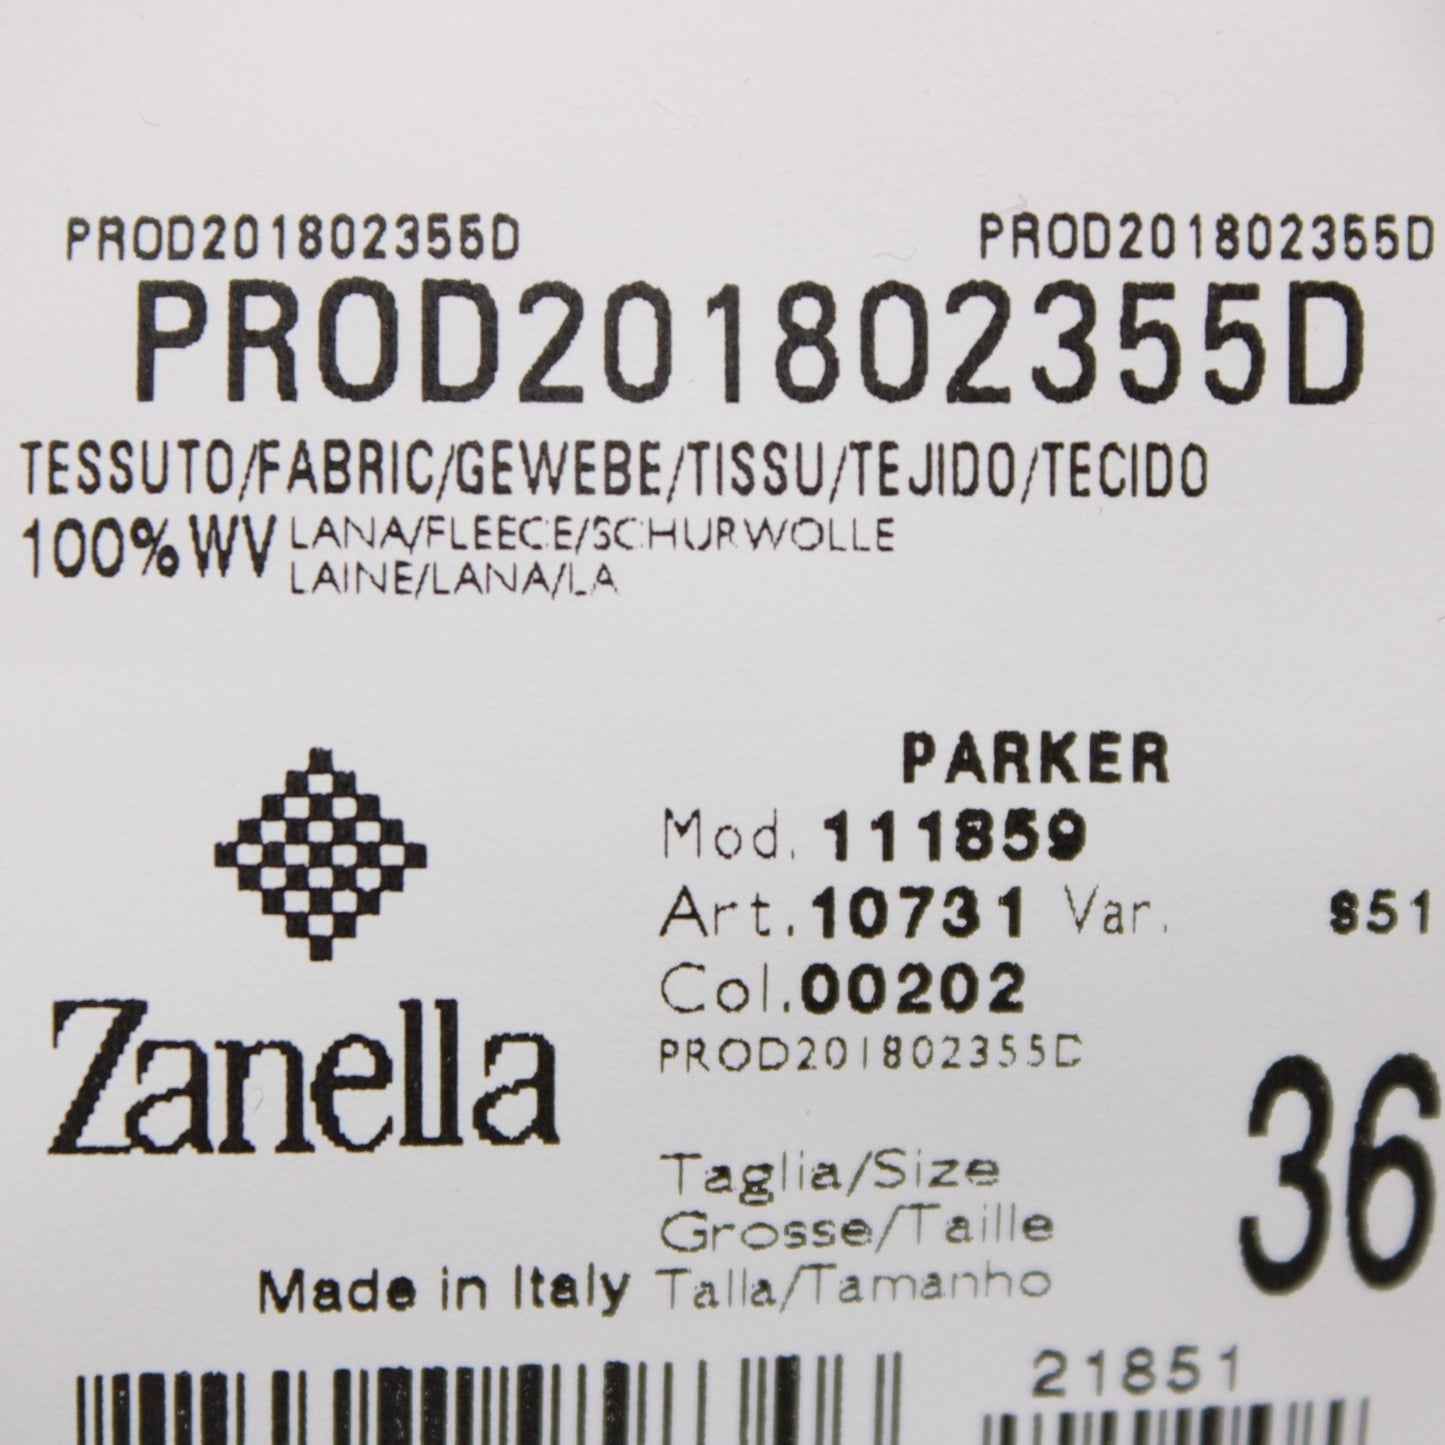 PROD201802355D PROD201802355D
PROD201802355D
TESSUTO/FABRIC/GEWEBE/TISSU/TEJIDO/TECIDO
100%WV LANA/FLEECE/SCHURWOLLE
LAINE/LANA/LA
PARKER
Mod. 111859
Art. 10731 Var. 851
Col. 00202
PROD201802355D
Zanella
36
Taglia/Size
Grosse/Taille
Made in Italy Talla/Tamanho
21851